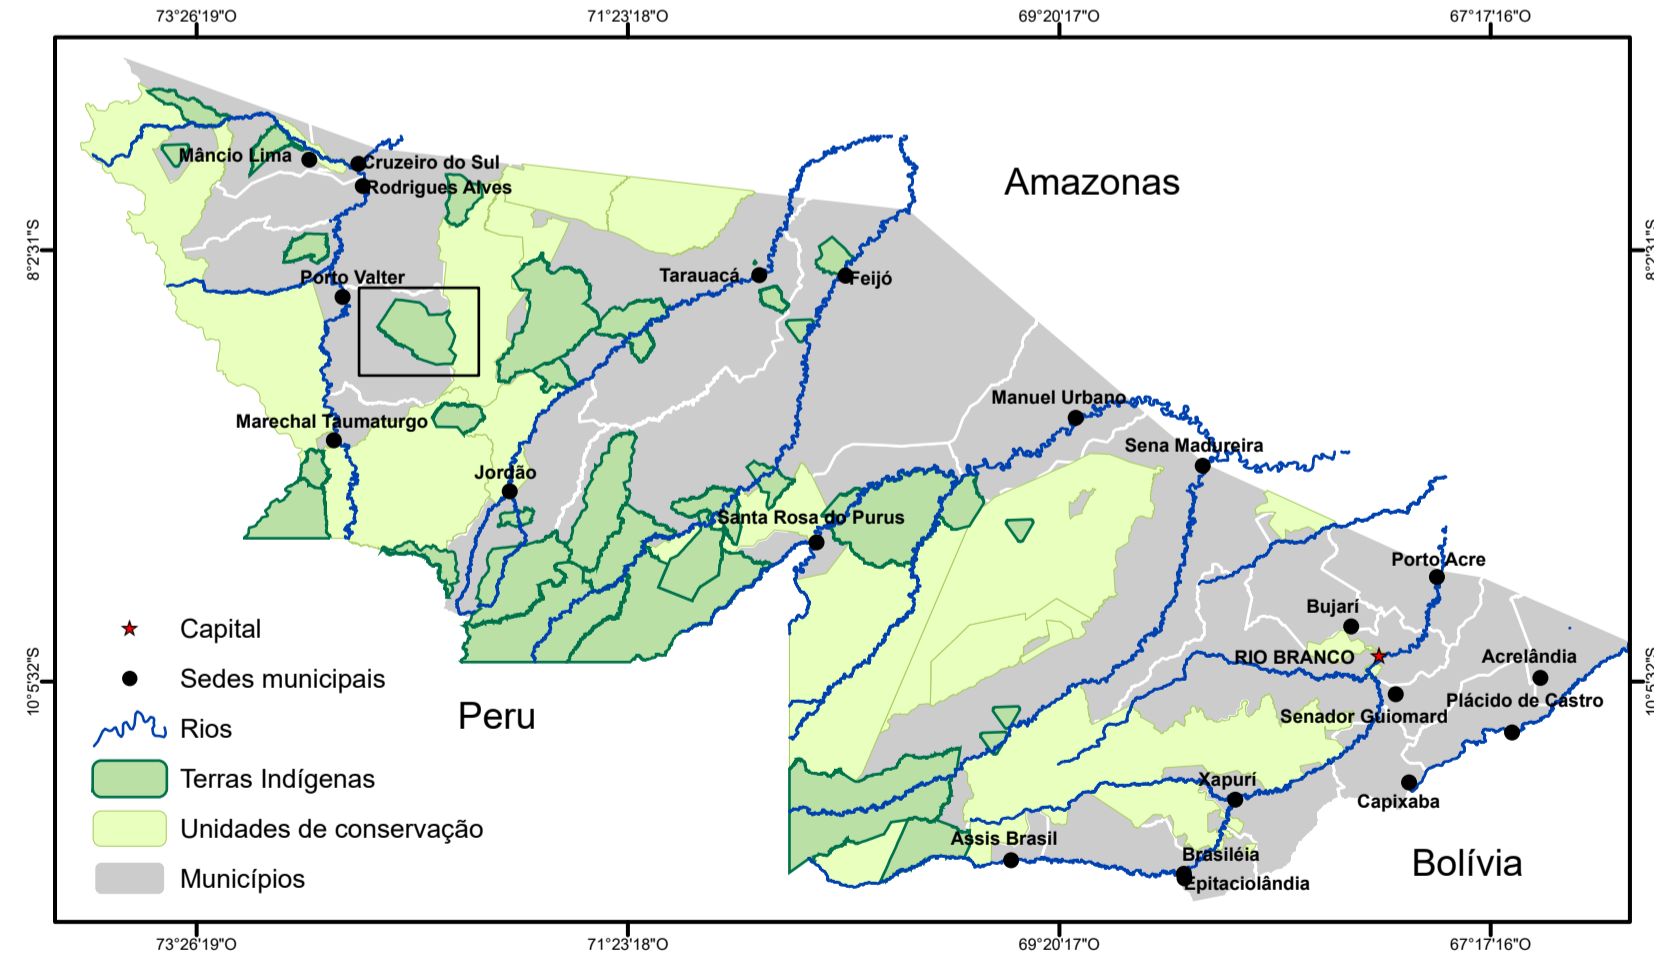 73°26'19"O 71°23'18"O 69°20'17"O 67°17'16"O
Amazonas
Mâncio Lima
Cruzeiro do Sul
Rodrigues Alves
8°2'31"S
8°2'31"S
Porto Valter
Tarauacá
Feijó
Manuel Urbano
Marechal Taumaturgo
Sena Madureira
Jordão
Santa Rosa do Purus
Porto Acre
Bujarí
RIO BRANCO
Acrelândia
Plácido de Castro
Senador Guiomard
10°5'32"S
10°5'32"S
Peru
Xapurí
Capixaba
Assis Brasil
Brasiléia
Epitaciolândia
Bolívia
Capital
Sedes municipais
Rios
Terras Indígenas
Unidades de conservação
Municípios
73°26'19"O 71°23'18"O 69°20'17"O 67°17'16"O